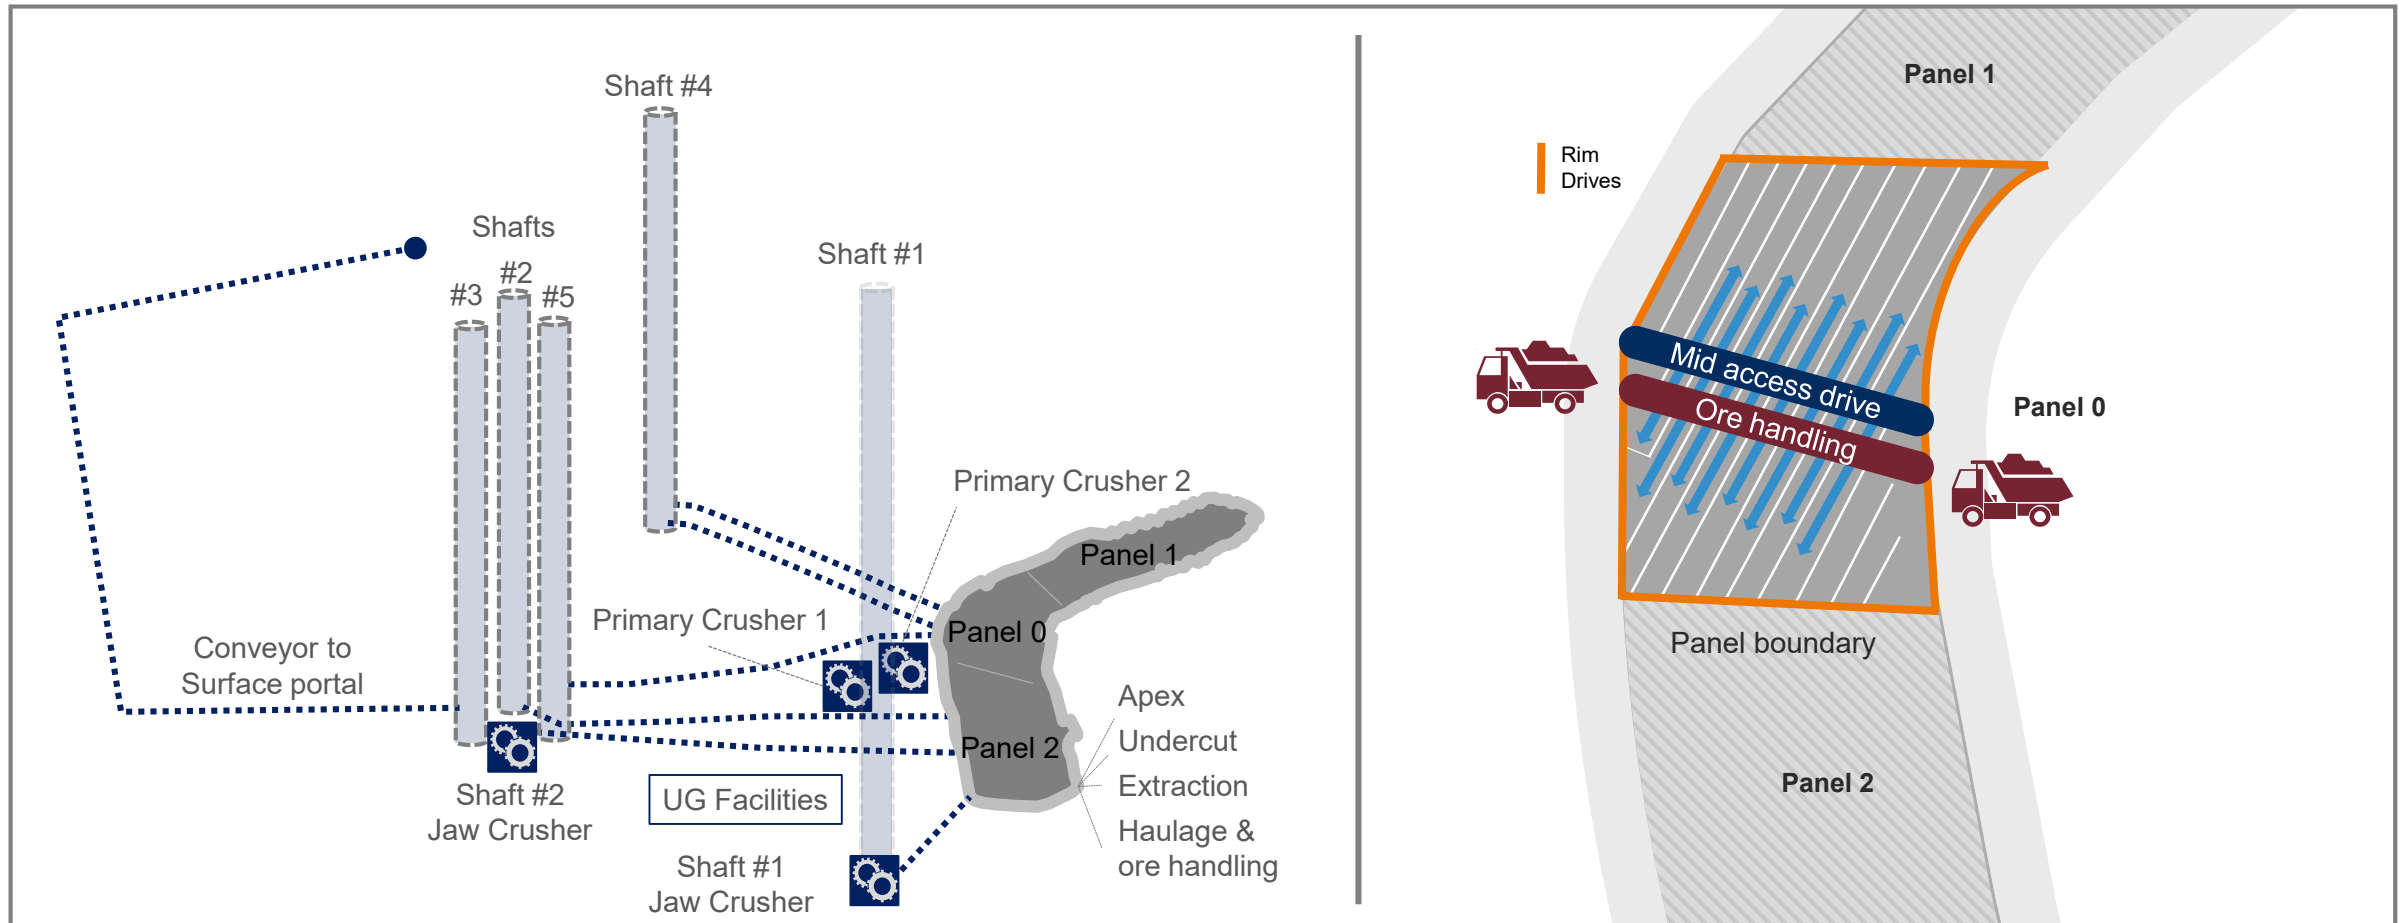 Shaft #4
Shafts
#2
#3
#5
Shaft #1
Primary Crusher 2
Panel 1
Primary Crusher 1
Panel 0
Conveyor to
Surface portal
Panel 2
Apex
Undercut
Extraction
Haulage &
ore handling
UG Facilities
Shaft #2
Jaw Crusher
Shaft #1
Jaw Crusher
Panel 1
Rim
Drives
Mid access drive
Ore handling
Panel 0
Panel boundary
Panel 2